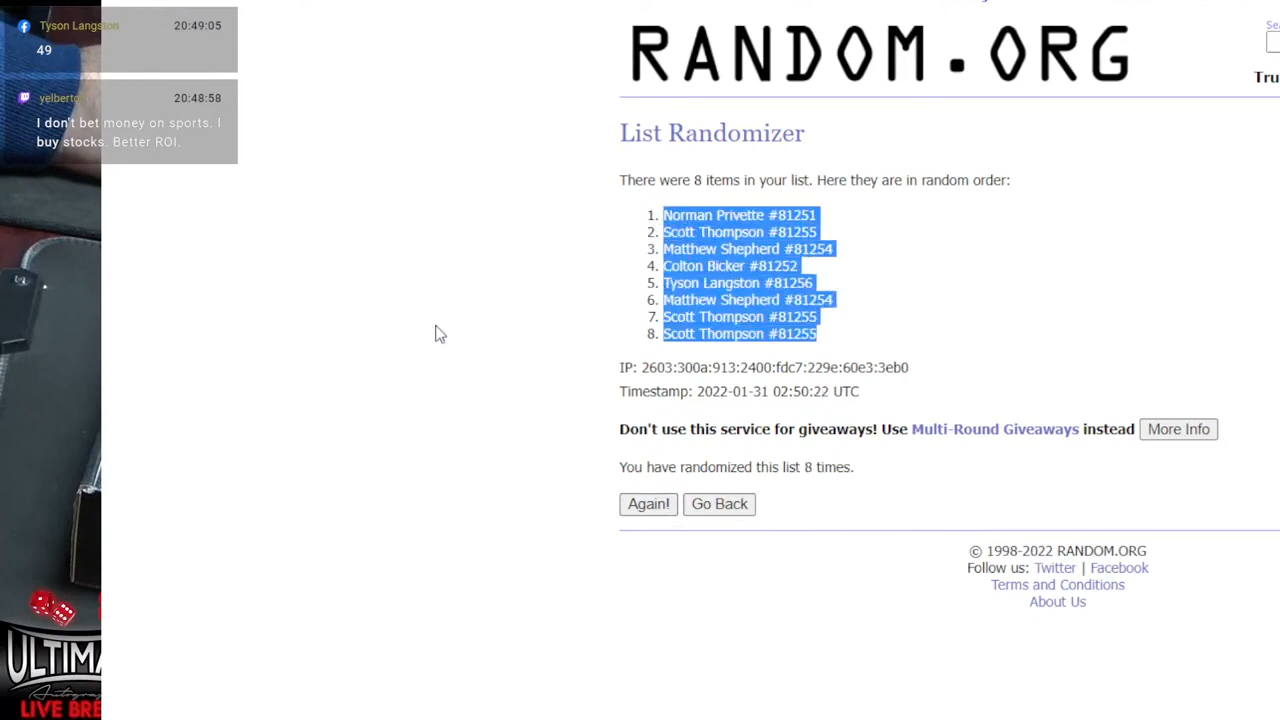 Tyson Langston 20:49:05
49
20:48:58
I don't bet money on sports. I
buy stocks. Better ROI.
RANDOM.ORG
Tru
List Randomizer
There were 8 items in your list. Here they are in random order:
1. Norman Privette #81251
2. Scott Thompson #81255
3. Matthew Shepherd #81254
4. Colton Bicker #81252
5. Tyson Langston #81256
6. Matthew Shepherd #81254
7. Scott Thompson #81255
8. Scott Thompson #81255
IP: 2603:300a:913:2400:fdc7:229e:60e3:3eb0
Timestamp: 2022-01-31 02:50:22 UTC
Don't use this service for giveaways! Use Multi-Round Giveaways instead More Info
You have randomized this list 8 times.
Again! Go Back
© 1998-2022 RANDOM.ORG
Follow us: Twitter | Facebook
Terms and Conditions
About Us
ULTIMA
LIVE BRE